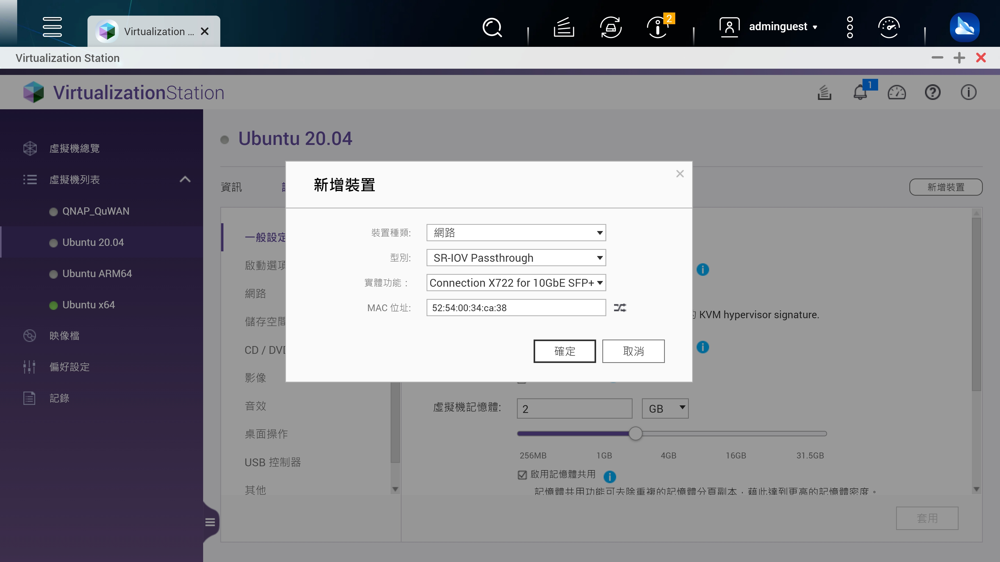 Virtualization ...
2
adminguest
Virtualization Station
VirtualizationStation
1
虛擬機總覽
虛擬機列表
QNAP_QuWAN
Ubuntu 20.04
Ubuntu ARM64
Ubuntu x64
映像檔
偏好設定
記錄
Ubuntu 20.04
資訊
新增裝置
一般設定
啟動選項
網路
儲存空間
CD / DVD
影像
音效
桌面操作
USB 控制器
其他
新增裝置
裝置種類: 網路
型別: SR-IOV Passthrough
實體功能： Connection X722 for 10GbE SFP+
MAC 位址: 52:54:00:34:ca:38
確定
取消
KVM hypervisor signature.
虛擬機記憶體: 2 GB
256MB 1GB 4GB 16GB 31.5GB
啟用記憶體共用
記憶體共用功能可去除重複的記憶體分頁副本，藉此達到更高的記憶體密度。
套用